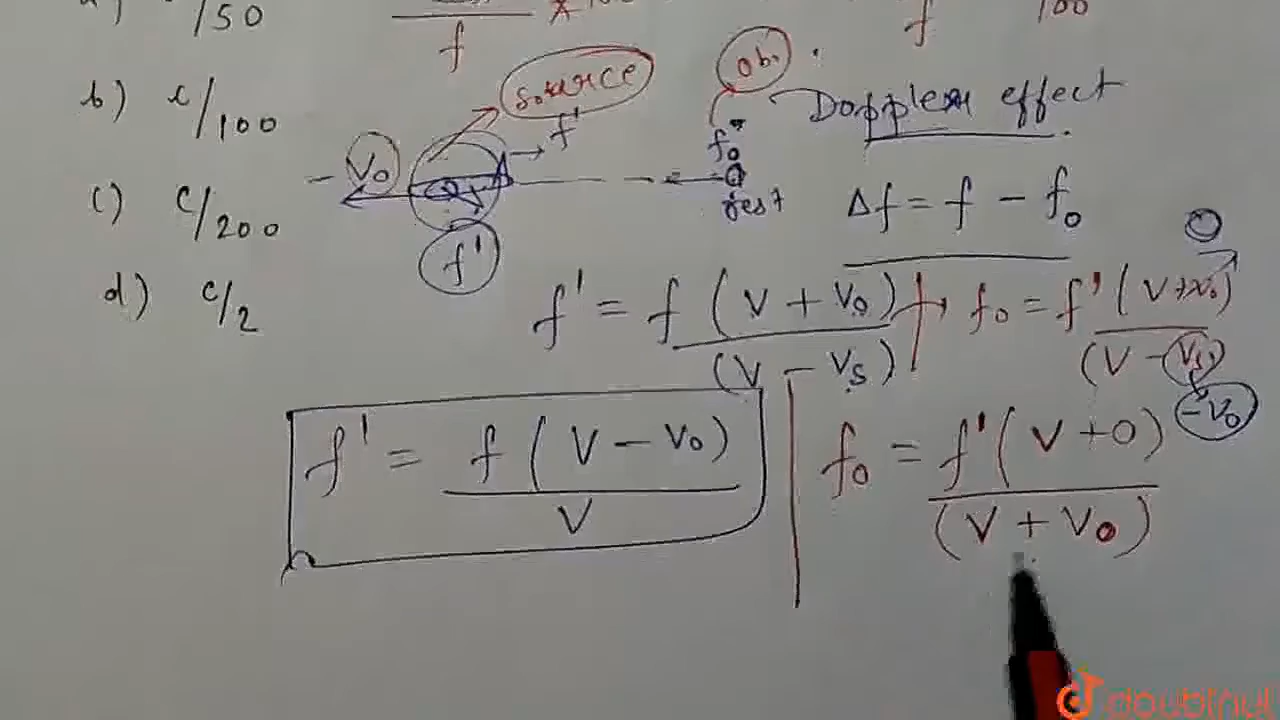 c/50
f
f 100
b) c/100
Source
Ob.
Doppler effect
V₀
f'
f₀
rest
Δf = f - f₀
c) c/200
f'
0
d) c/2
f' = f (V + V₀) / (V - Vs)
f₀ = f' (V + V₀) / (V - Vs)
-V₀
f' = f (V - V₀) / V
f₀ = f' (V + 0) / (V + V₀)
doubtnut